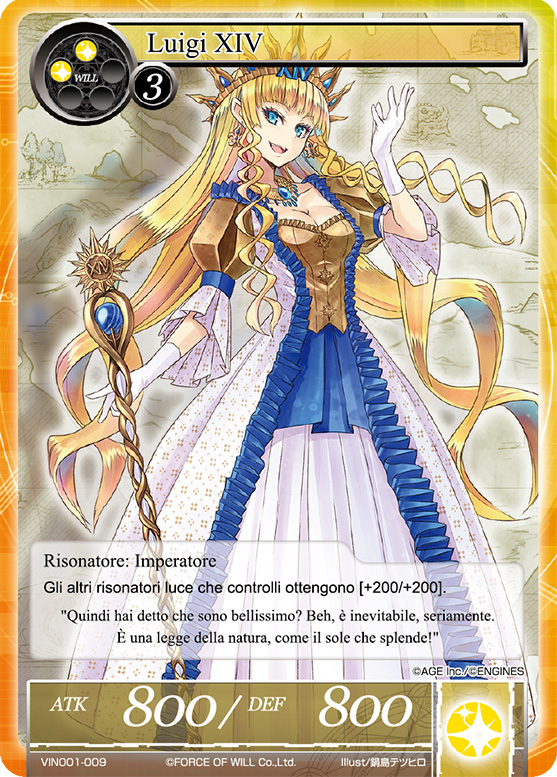 Luigi XIV
WILL
3
XIV
XIV
Risonatore: Imperatore
Gli altri risonatori luce che controlli ottengono [+200/+200].
"Quindi hai detto che sono bellissimo? Beh, è inevitabile, seriamente.
È una legge della natura, come il sole che splende!"
©AGE Inc./©ENGINES
ATK 800 / DEF 800
VIN001-009 ©FORCE OF WILL Co.,Ltd. Illust/鍋島テツヒロ